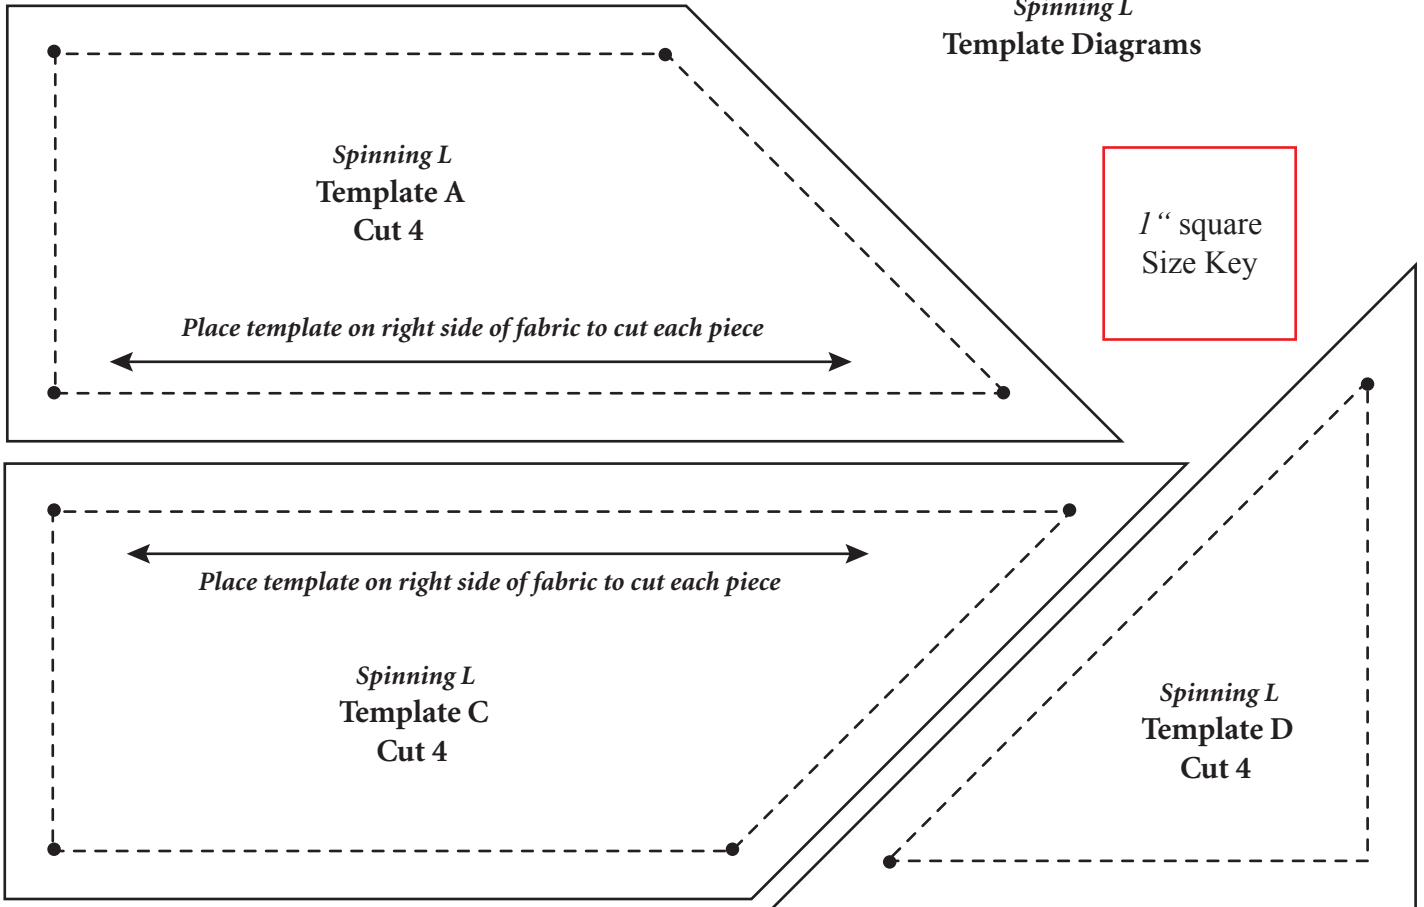 Spinning L
Template Diagrams
Spinning L
Template A
Cut 4
Place template on right side of fabric to cut each piece
1“ square
Size Key
Place template on right side of fabric to cut each piece
Spinning L
Template C
Cut 4
Spinning L
Template D
Cut 4